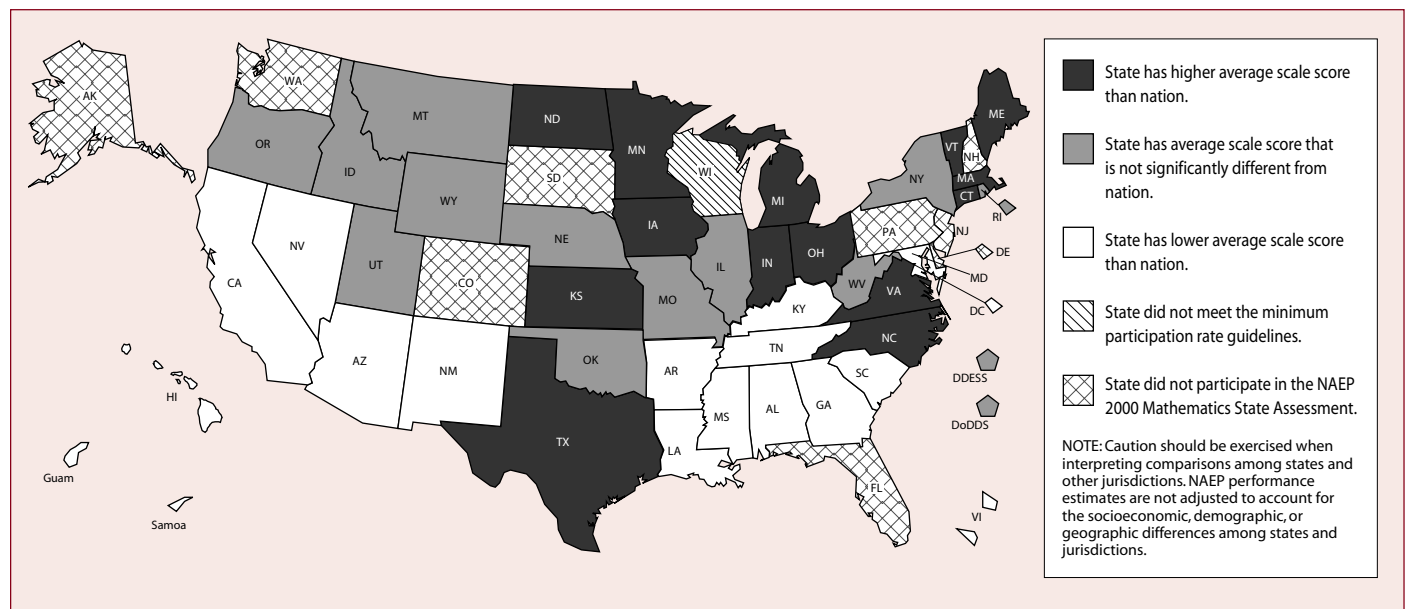 AK
WA
OR
MT
ID
WY
NV
CA
UT
CO
AZ
NM
ND
SD
NE
KS
OK
TX
MN
IA
MO
AR
LA
WI
IL
MI
IN
OH
KY
TN
MS
AL
GA
FL
SC
NC
VA
WV
PA
NY
VT
NH
ME
MA
CT
RI
NJ
DE
MD
DC
HI
Guam
Samoa
DDESS
DoDDS
VI
State has higher average scale score
than nation.
State has average scale score that
is not significantly different from
nation.
State has lower average scale score
than nation.
State did not meet the minimum
participation rate guidelines.
State did not participate in the NAEP
2000 Mathematics State Assessment.
NOTE: Caution should be exercised when
interpreting comparisons among states and
other jurisdictions. NAEP performance
estimates are not adjusted to account for
the socioeconomic, demographic, or
geographic differences among states and
jurisdictions.